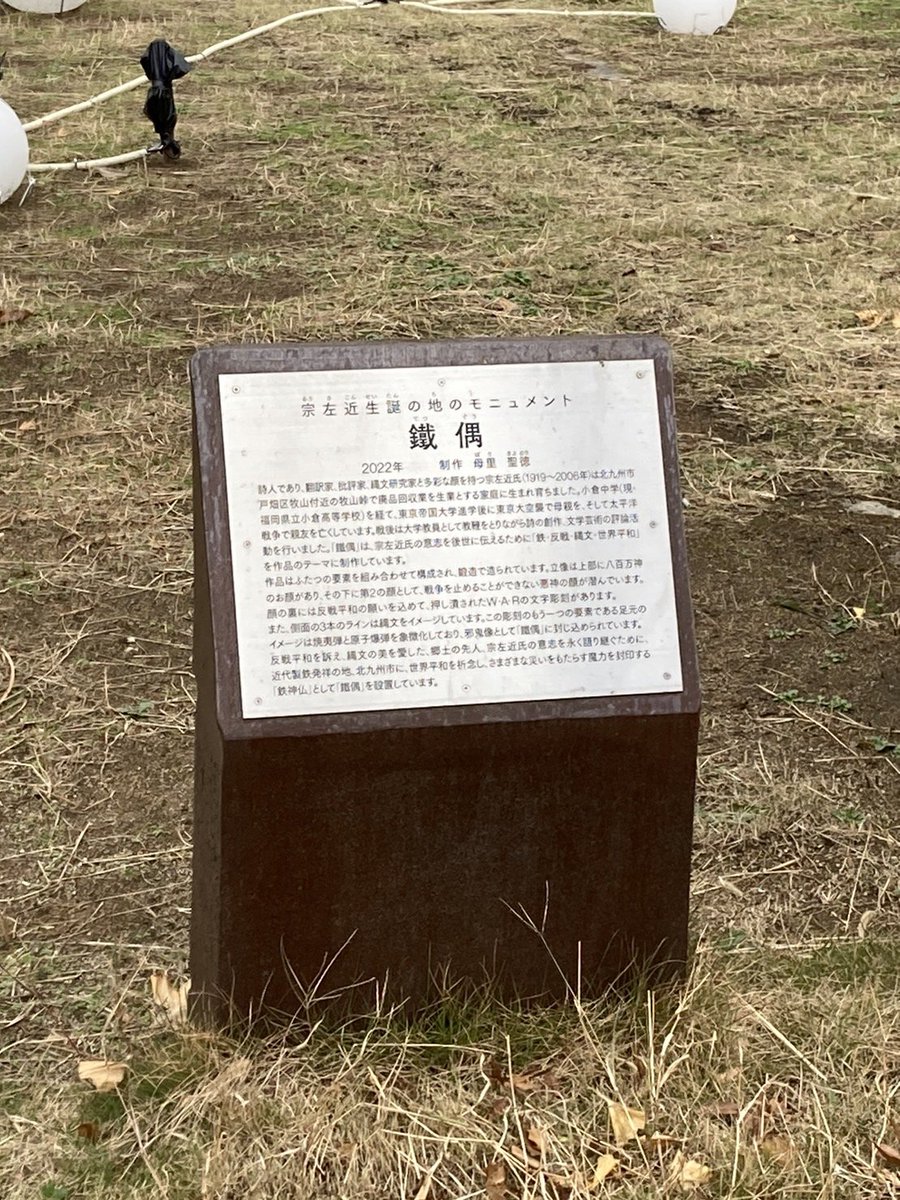 そう さ こん せい たん ち
宗左近生誕の地のモニュメント
てつ ぐう
鐵偶
ぼ り きよのり
2022年 制作 母里 聖徳
詩人であり、翻訳家、批評家、縄文研究家と多彩な顔を持つ宗左近氏(1919〜2006年)は北九州市
戸畑区牧山付近の牧山峠で廃品回収業を生業とする家庭に生まれ育ちました。小倉中学(現・
福岡県立小倉高等学校)を経て、東京帝国大学進学後に東京大空襲で母親を、そして太平洋
戦争で親友を亡くしています。戦後は大学教員として教鞭をとりながら詩の創作、文学芸術の評論活
動を行いました。「鐵偶」は、宗左近氏の意志を後世に伝えるために「鉄・反戦・縄文・世界平和」
を作品のテーマに制作しています。
作品はふたつの要素を組み合わせて構成され、鍛造で造られています。立像は上部に八百万神
のお顔があり、その下に第2の顔として、戦争を止めることができない悪神の顔が潜んでいます。
顔の裏には反戦平和の願いを込めて、押し潰されたW・A・Rの文字彫刻があります。
また、側面の3本のラインは縄文をイメージしています。この彫刻のもう一つの要素である足元の
イメージは焼夷弾と原子爆弾を象徴化しており、邪鬼像として「鐵偶」に封じ込められています。
反戦平和を訴え、縄文の美を愛した、郷土の先人、宗左近氏の意志を永く語り継ぐために、
近代製鉄発祥の地、北九州市に、世界平和を祈念し、さまざまな災いをもたらす魔力を封印する
「鉄神仏」として「鐵偶」を設置しています。